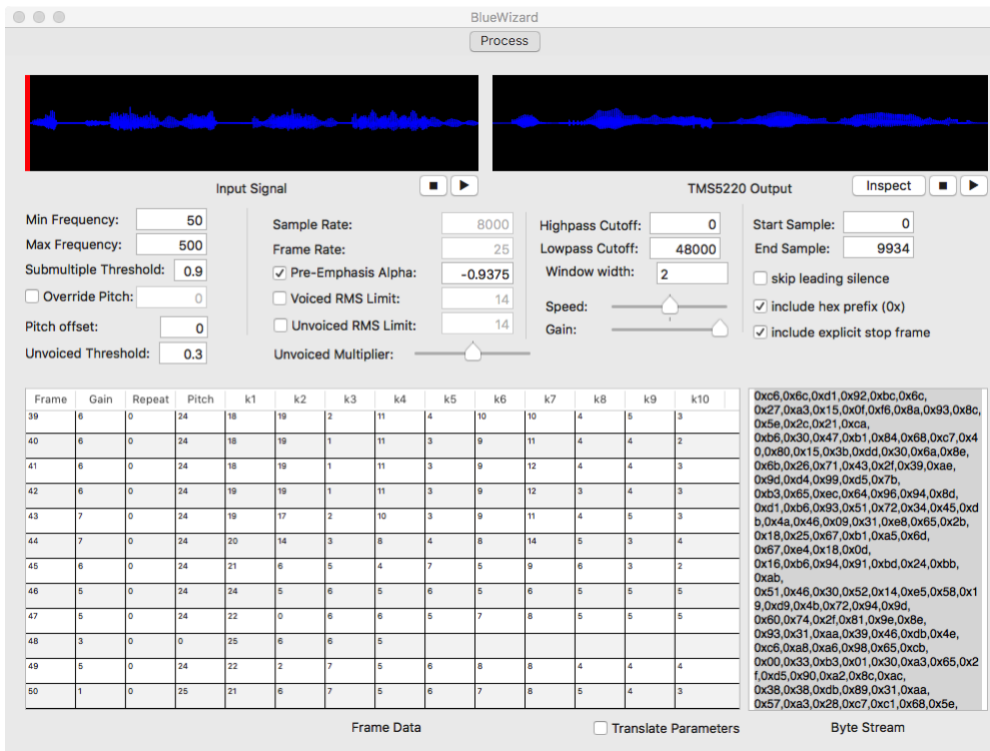 BlueWizard
Process
Input Signal
TMS5220 Output
Inspect
Min Frequency: 50
Max Frequency: 500
Submultiple Threshold: 0.9
Override Pitch: 0
Pitch offset: 0
Unvoiced Threshold: 0.3
Sample Rate: 8000
Frame Rate: 25
Pre-Emphasis Alpha: -0.9375
Voiced RMS Limit: 14
Unvoiced RMS Limit: 14
Unvoiced Multiplier:
Highpass Cutoff: 0
Lowpass Cutoff: 48000
Window width: 2
Speed:
Gain:
Start Sample: 0
End Sample: 9934
skip leading silence
include hex prefix (0x)
include explicit stop frame
Frame Gain Repeat Pitch k1 k2 k3 k4 k5 k6 k7 k8 k9 k10
39 6 0 24 18 19 2 11 4 10 10 4 5 3
40 6 0 24 18 19 1 11 3 9 11 4 4 2
41 6 0 24 18 19 1 11 3 9 12 4 4 3
42 6 0 24 19 19 1 11 3 9 12 3 4 3
43 7 0 24 19 17 2 10 3 9 11 4 5 3
44 7 0 24 20 14 3 8 4 8 14 5 3 4
45 6 0 24 21 6 5 4 7 5 9 6 3 2
46 5 0 24 24 5 6 5 6 5 6 5 5 5
47 5 0 24 22 0 6 6 5 7 8 5 5 5
48 3 0 0 25 6 6 5
49 5 0 24 22 2 7 5 6 8 8 4 4 4
50 1 0 25 21 6 7 5 6 7 8 5 4 3
0xc6,0x6c,0xd1,0x92,0xbc,0x6c,
0x27,0xa3,0x15,0x0f,0xf6,0x8a,0x93,0x8c,
0x5e,0x2c,0x21,0xca,
0xb6,0x30,0x47,0xb1,0x84,0x68,0xc7,0x4
0,0x80,0x15,0x3b,0xdd,0x30,0x6a,0x8e,
0x6b,0x26,0x71,0x43,0x2f,0x39,0xae,
0x9d,0xd4,0x99,0xd5,0x7b,
0xb3,0x65,0xec,0x64,0x96,0x94,0x8d,
0xd1,0xb6,0x93,0x51,0x72,0x34,0x45,0xd
b,0x4a,0x46,0x09,0x31,0xe8,0x65,0x2b,
0x18,0x25,0x67,0xb1,0xa5,0x6d,
0x67,0xe4,0x18,0x0d,
0x16,0xb6,0x94,0x91,0xbd,0x24,0xbb,
0xab,
0x51,0x46,0x30,0x52,0x14,0xe5,0x58,0x1
9,0xd9,0x4b,0x72,0x94,0x9d,
0x60,0x74,0x2f,0x81,0x9e,0x8e,
0x93,0x31,0xaa,0x39,0x46,0xdb,0x4e,
0xc6,0xa8,0xa6,0x98,0x65,0xcb,
0x00,0x33,0xb3,0x01,0x30,0xa3,0x65,0x2
f,0xd5,0x90,0xa2,0x8c,0xac,
0x38,0x38,0xdb,0x89,0x31,0xaa,
0x57,0xa3,0x28,0xc7,0xc1,0x68,0x5e,
Frame Data
Translate Parameters
Byte Stream